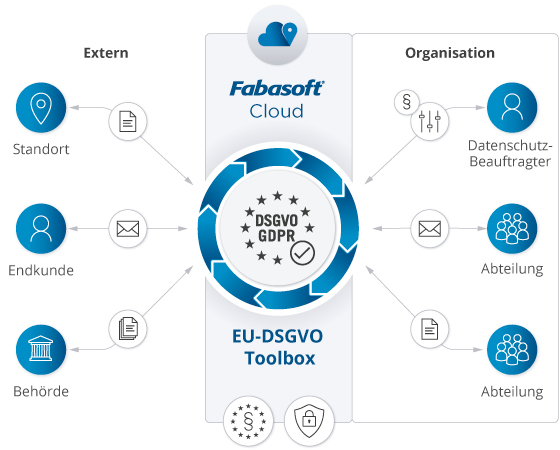 Extern
Organisation
Fabasoft®
Cloud
§
Standort
Datenschutz-
Beauftragter
DSGVO
GDPR
Endkunde
Abteilung
EU-DSGVO
Toolbox
Behörde
Abteilung
§